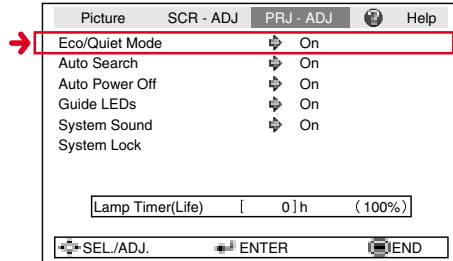 Picture SCR - ADJ PRJ - ADJ ? Help
Eco/Quiet Mode On
Auto Search On
Auto Power Off On
Guide LEDs On
System Sound On
System Lock
Lamp Timer(Life) [ 0]h (100%)
SEL./ADJ. ENTER END